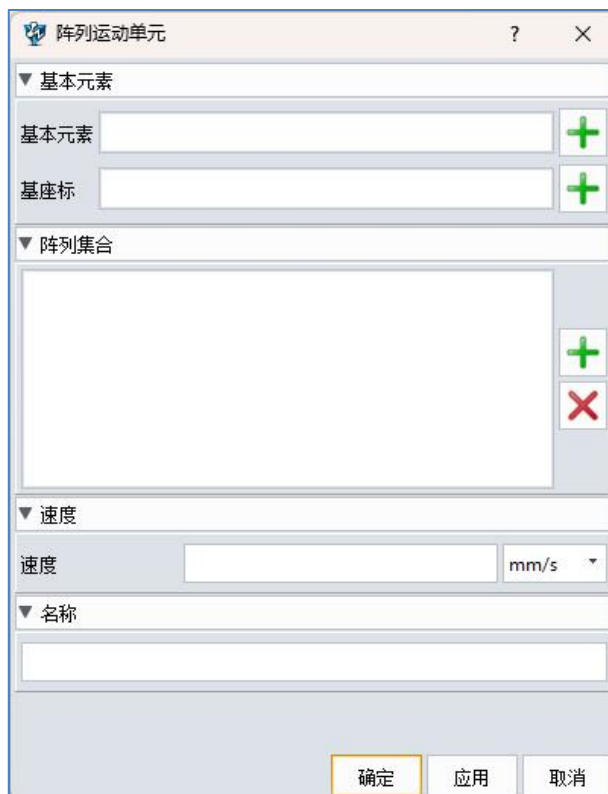 阵列运动单元
?
基本元素
基本元素
基座标
阵列集合
速度
速度 mm/s
名称
确定 应用 取消